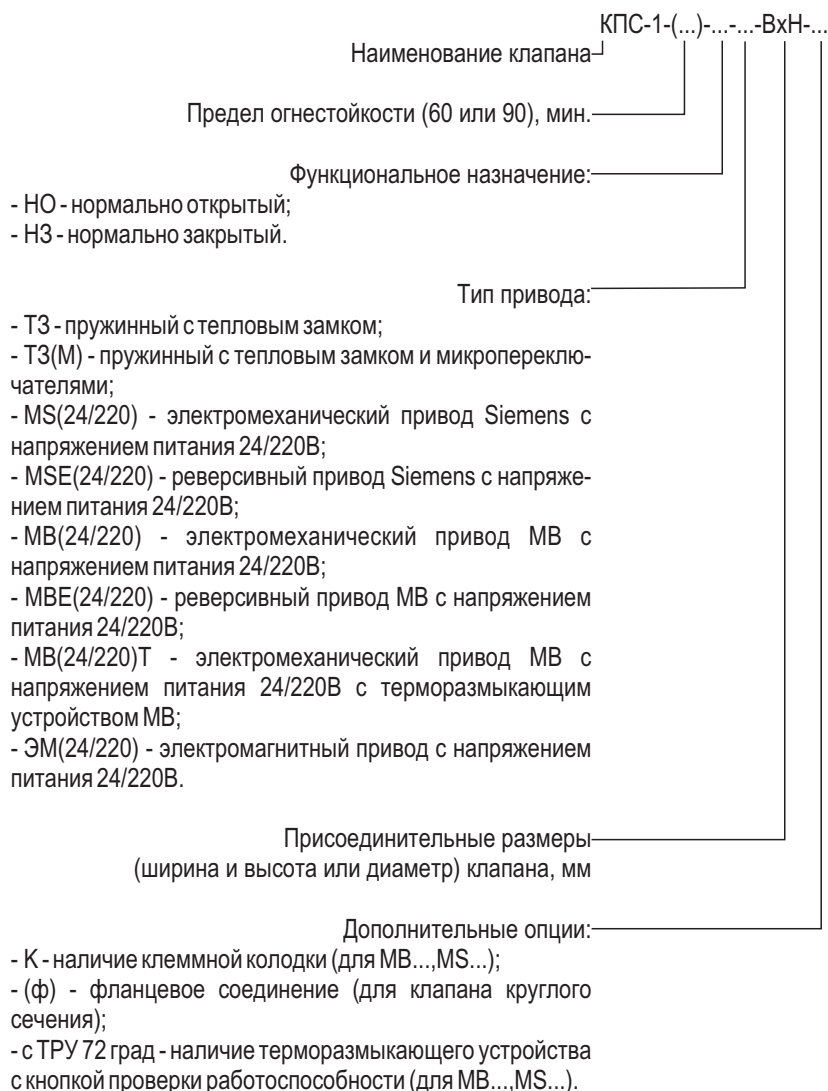 КПС-1-(...)-...-...-ВхН-...
Наименование клапана
Предел огнестойкости (60 или 90), мин.
Функциональное назначение:
- НО - нормально открытый;
- НЗ - нормально закрытый.
Тип привода:
- ТЗ - пружинный с тепловым замком;
- ТЗ(М) - пружинный с тепловым замком и микропереклю-
чателями;
- MS(24/220) - электромеханический привод Siemens с
напряжением питания 24/220В;
- MSE(24/220) - реверсивный привод Siemens с напряже-
нием питания 24/220В;
- МВ(24/220) - электромеханический привод МВ с
напряжением питания 24/220В;
- МВЕ(24/220) - реверсивный привод МВ с напряжением
питания 24/220В;
- МВ(24/220)Т - электромеханический привод МВ с
напряжением питания 24/220В с терморазмыкающим
устройством МВ;
- ЭМ(24/220) - электромагнитный привод с напряжением
питания 24/220В.
Присоединительные размеры
(ширина и высота или диаметр) клапана, мм
Дополнительные опции:
- К - наличие клеммной колодки (для МВ...,MS...);
- (ф) - фланцевое соединение (для клапана круглого
сечения);
- с ТРУ 72 град - наличие терморазмыкающего устройства
с кнопкой проверки работоспособности (для МВ...,MS...).